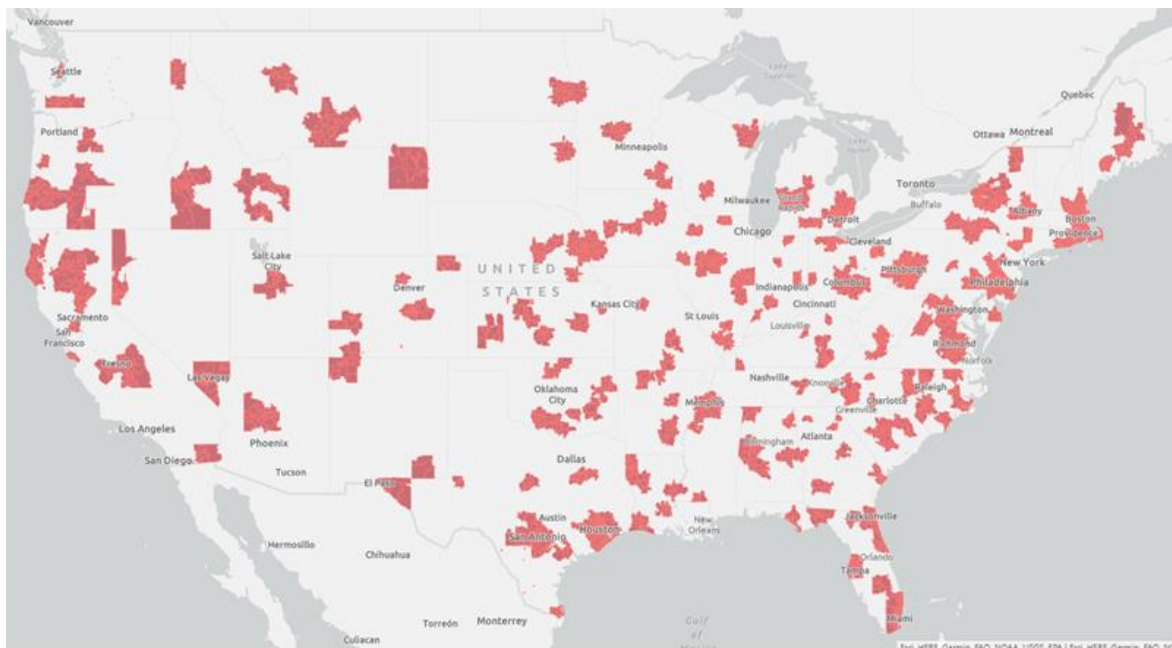 Vancouver
Seattle
Quebec
Portland
Ottawa
Montreal
Minneapolis
Toronto
Milwaukee
Grand
Rapids
Buffalo
Albany
Boston
Detroit
Chicago
Providence
Cleveland
Salt Lake
City
UNITED
STATES
New York
Denver
Pittsburgh
Indianapolis
Columbus
Philadelphia
Kansas City
Cincinnati
Washington
Sacramento
St Louis
San
Francisco
Louisville
Richmond
Norfolk
Fresno
Las Vegas
Nashville
Knoxville
Raleigh
Oklahoma
City
Memphis
Charlotte
Greenville
Los Angeles
Phoenix
Birmingham
Atlanta
San Diego
Tucson
Dallas
El Paso
Austin
Jacksonville
San Antonio
Houston
New
Orleans
Hermosillo
Chihuahua
Orlando
Tampa
Torreón
Monterrey
Gulf
of
Miami
Culiacan